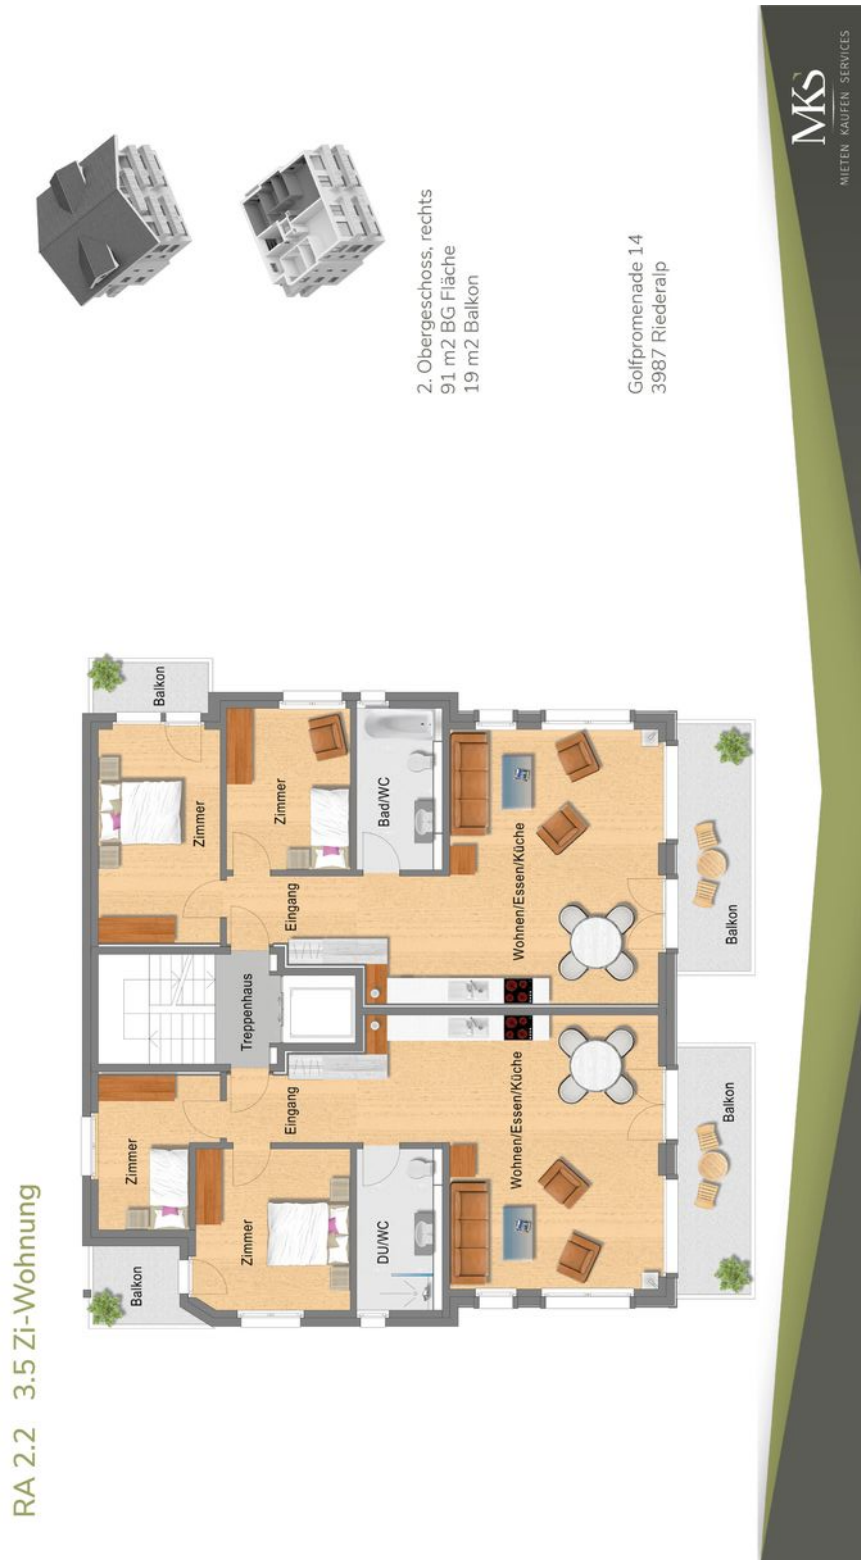 RA 2.2 3.5 Zi-Wohnung
Balkon
Zimmer
Zimmer
DU/WC
Eingang
Treppenhaus
Wohnen/Essen/Küche
Balkon
Zimmer
Balkon
Zimmer
Eingang
Bad/WC
Wohnen/Essen/Küche
Balkon
2. Obergeschoss, rechts
91 m2 BG Fläche
19 m2 Balkon
Golfpromenade 14
3987 Riederalp
MKS
MIETEN KAUFEN SERVICES